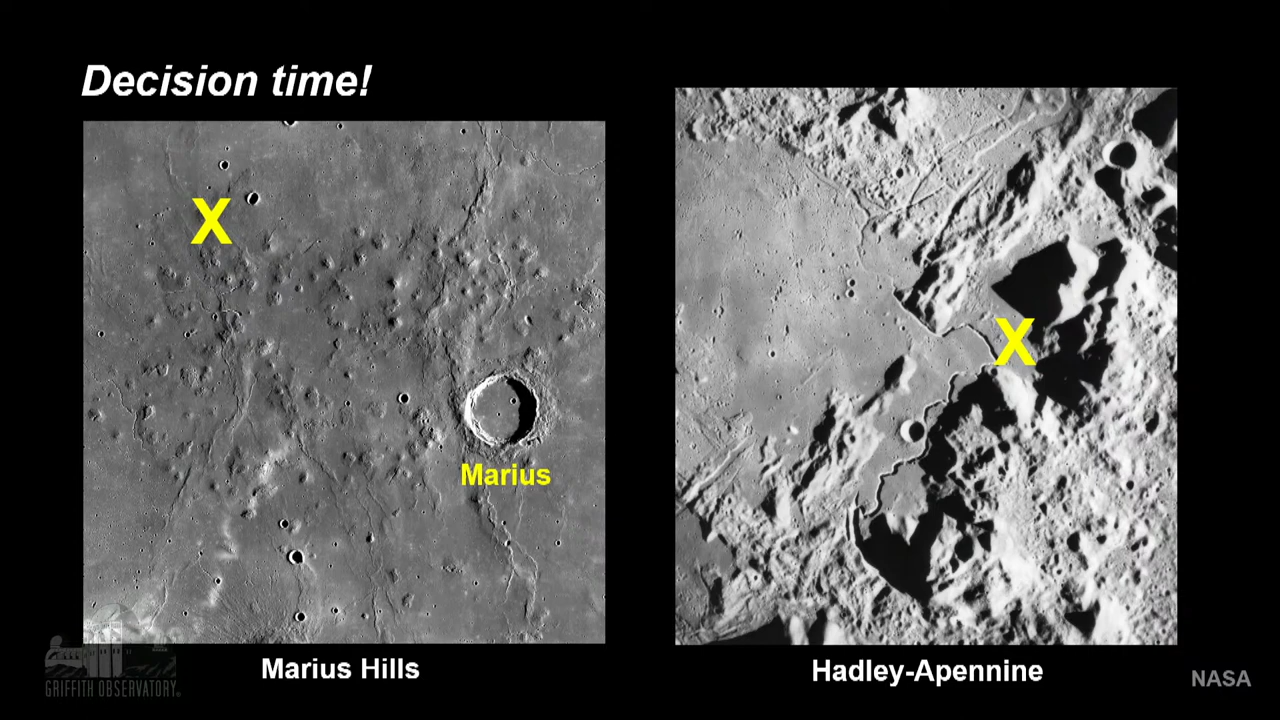 Decision time!
X
X
Marius
Marius Hills
Hadley-Apennine
NASA
GRIFFITH OBSERVATORY